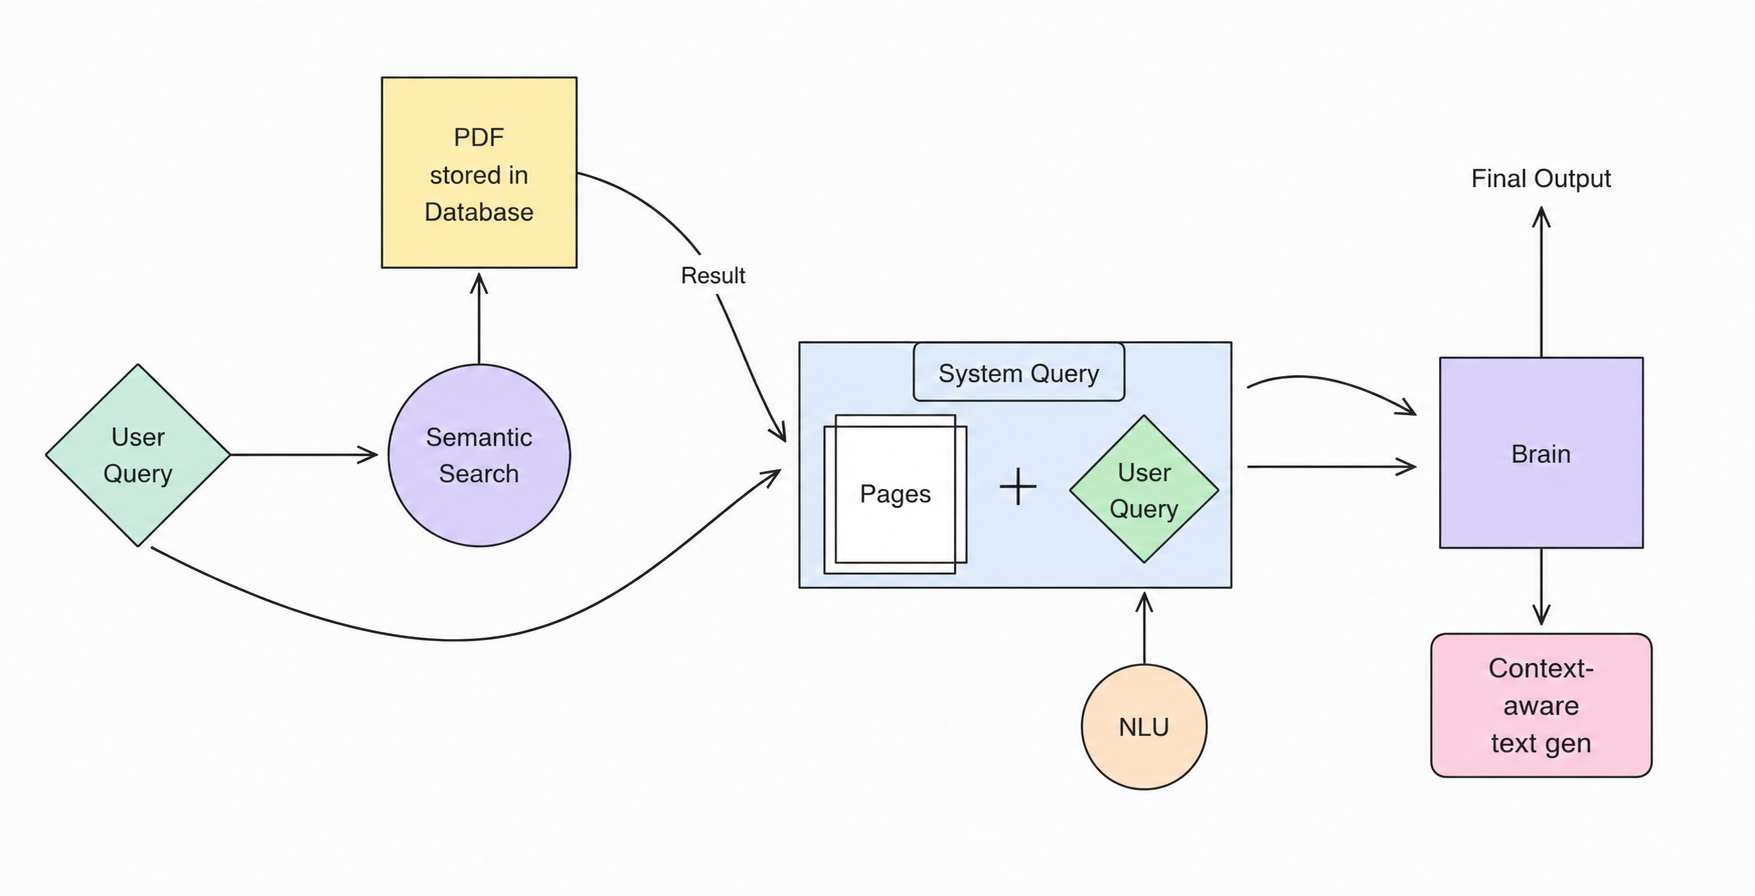 PDF
stored in
Database
Final Output
Result
System Query
User
Query
Semantic
Search
Pages
User
Query
Brain
NLU
Context-
aware
text gen